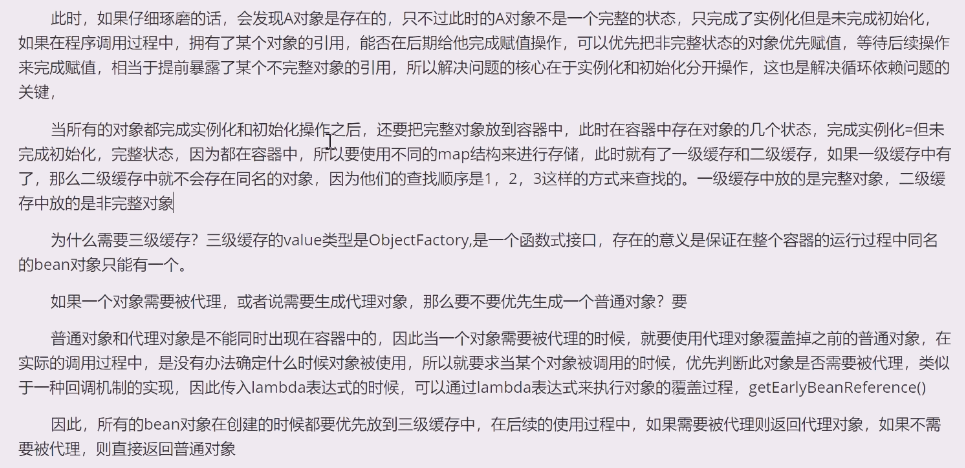 此时，如果仔细琢磨的话，会发现A对象是存在的，只不过此时的A对象不是一个完整的状态，只完成了实例化但是未完成初始化，
如果在程序调用过程中，拥有了某个对象的引用，能否在后期给他完成赋值操作，可以优先把非完整状态的对象优先赋值，等待后续操作
来完成赋值，相当于提前暴露了某个不完整对象的引用，所以解决问题的核心在于实例化和初始化分开操作，这也是解决循环依赖问题的
关键，
当所有的对象都完成实例化和初始化操作之后，还要把完整对象放到容器中，此时在容器中存在对象的几个状态，完成实例化=但未
完成初始化，完整状态，因为都在容器中，所以要使用不同的map结构来进行存储，此时就有了一级缓存和二级缓存，如果一级缓存中有
了，那么二级缓存中就不会存在同名的对象，因为他们的查找顺序是1，2，3这样的方式来查找的。一级缓存中放的是完整对象，二级缓
存中放的是非完整对象
为什么需要三级缓存？三级缓存的value类型是ObjectFactory,是一个函数式接口，存在的意义是保证在整个容器的运行过程中同名
的bean对象只能有一个。
如果一个对象需要被代理，或者说需要生成代理对象，那么要不要优先生成一个普通对象？要
普通对象和代理对象是不能同时出现在容器中的，因此当一个对象需要被代理的时候，就要使用代理对象覆盖掉之前的普通对象，在
实际的调用过程中，是没有办法确定什么时候对象被使用，所以就要求当某个对象被调用的时候，优先判断此对象是否需要被代理，类似
于一种回调机制的实现，因此传入lambda表达式的时候，可以通过lambda表达式来执行对象的覆盖过程，getEarlyBeanReference()
因此，所有的bean对象在创建的时候都要优先放到三级缓存中，在后续的使用过程中，如果需要被代理则返回代理对象，如果不需
要被代理，则直接返回普通对象